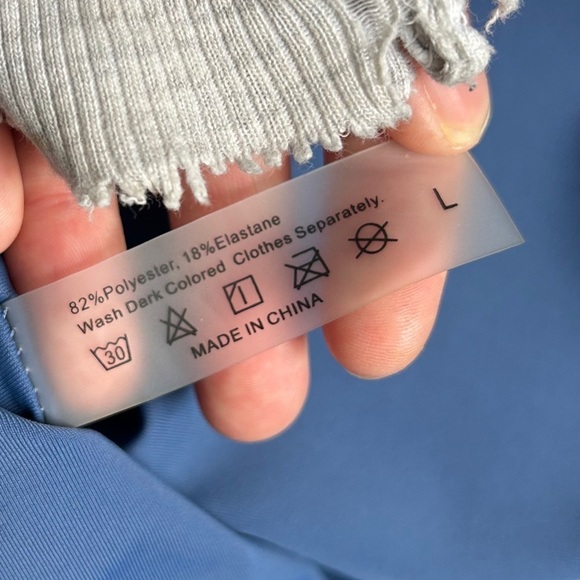 82%Polyester, 18%Elastane
Wash Dark Colored Clothes Separately.
30
MADE IN CHINA
L